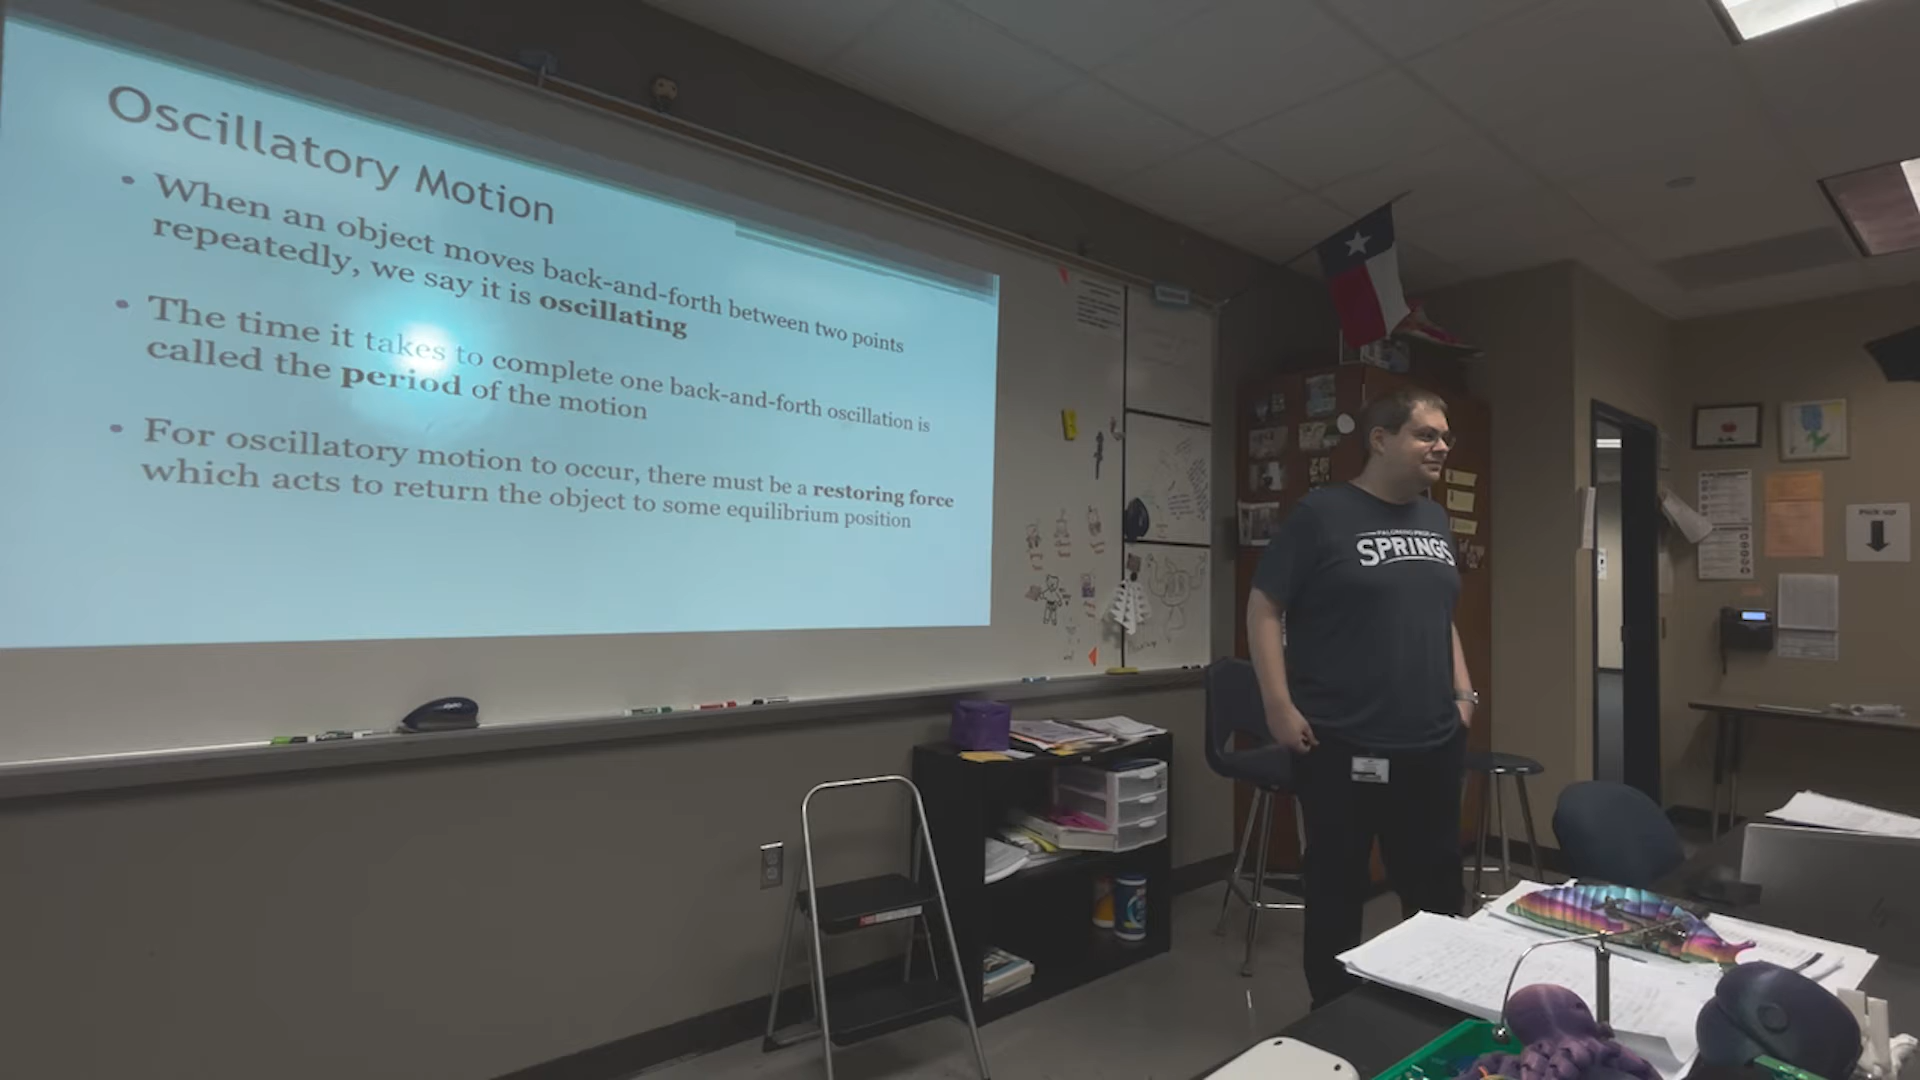 Oscillatory Motion
• When an object moves back-and-forth between two points
repeatedly, we say it is oscillating
• The time it takes to complete one back-and-forth oscillation is
called the period of the motion
• For oscillatory motion to occur, there must be a restoring force
which acts to return the object to some equilibrium position
SPRINGS